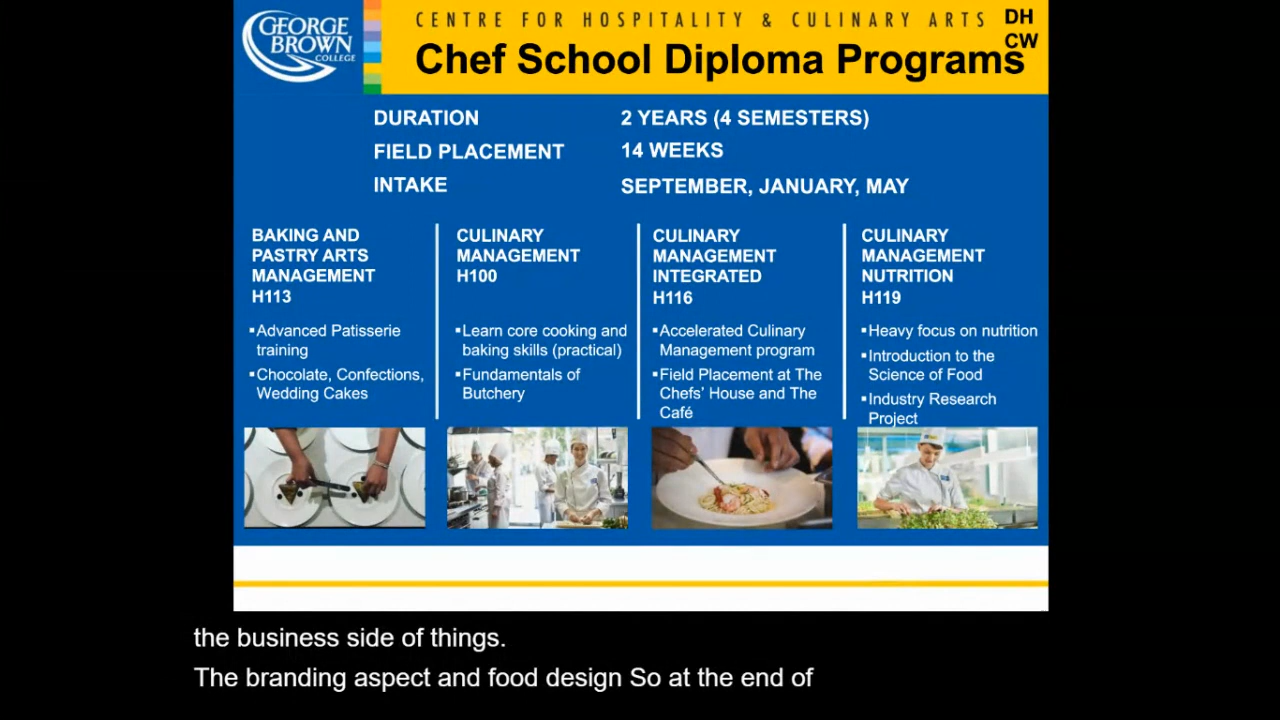 GEORGE
BROWN
COLLEGE
CENTRE FOR HOSPITALITY & CULINARY ARTS
DH
CW
Chef School Diploma Programs
DURATION 2 YEARS (4 SEMESTERS)
FIELD PLACEMENT 14 WEEKS
INTAKE SEPTEMBER, JANUARY, MAY
BAKING AND
PASTRY ARTS
MANAGEMENT
H113
▪Advanced Patisserie
training
▪Chocolate, Confections,
Wedding Cakes
CULINARY
MANAGEMENT
H100
▪Learn core cooking and
baking skills (practical)
▪Fundamentals of
Butchery
CULINARY
MANAGEMENT
INTEGRATED
H116
▪Accelerated Culinary
Management program
▪Field Placement at The
Chefs’ House and The
Café
CULINARY
MANAGEMENT
NUTRITION
H119
▪Heavy focus on nutrition
▪Introduction to the
Science of Food
▪Industry Research
Project
the business side of things.
The branding aspect and food design So at the end of